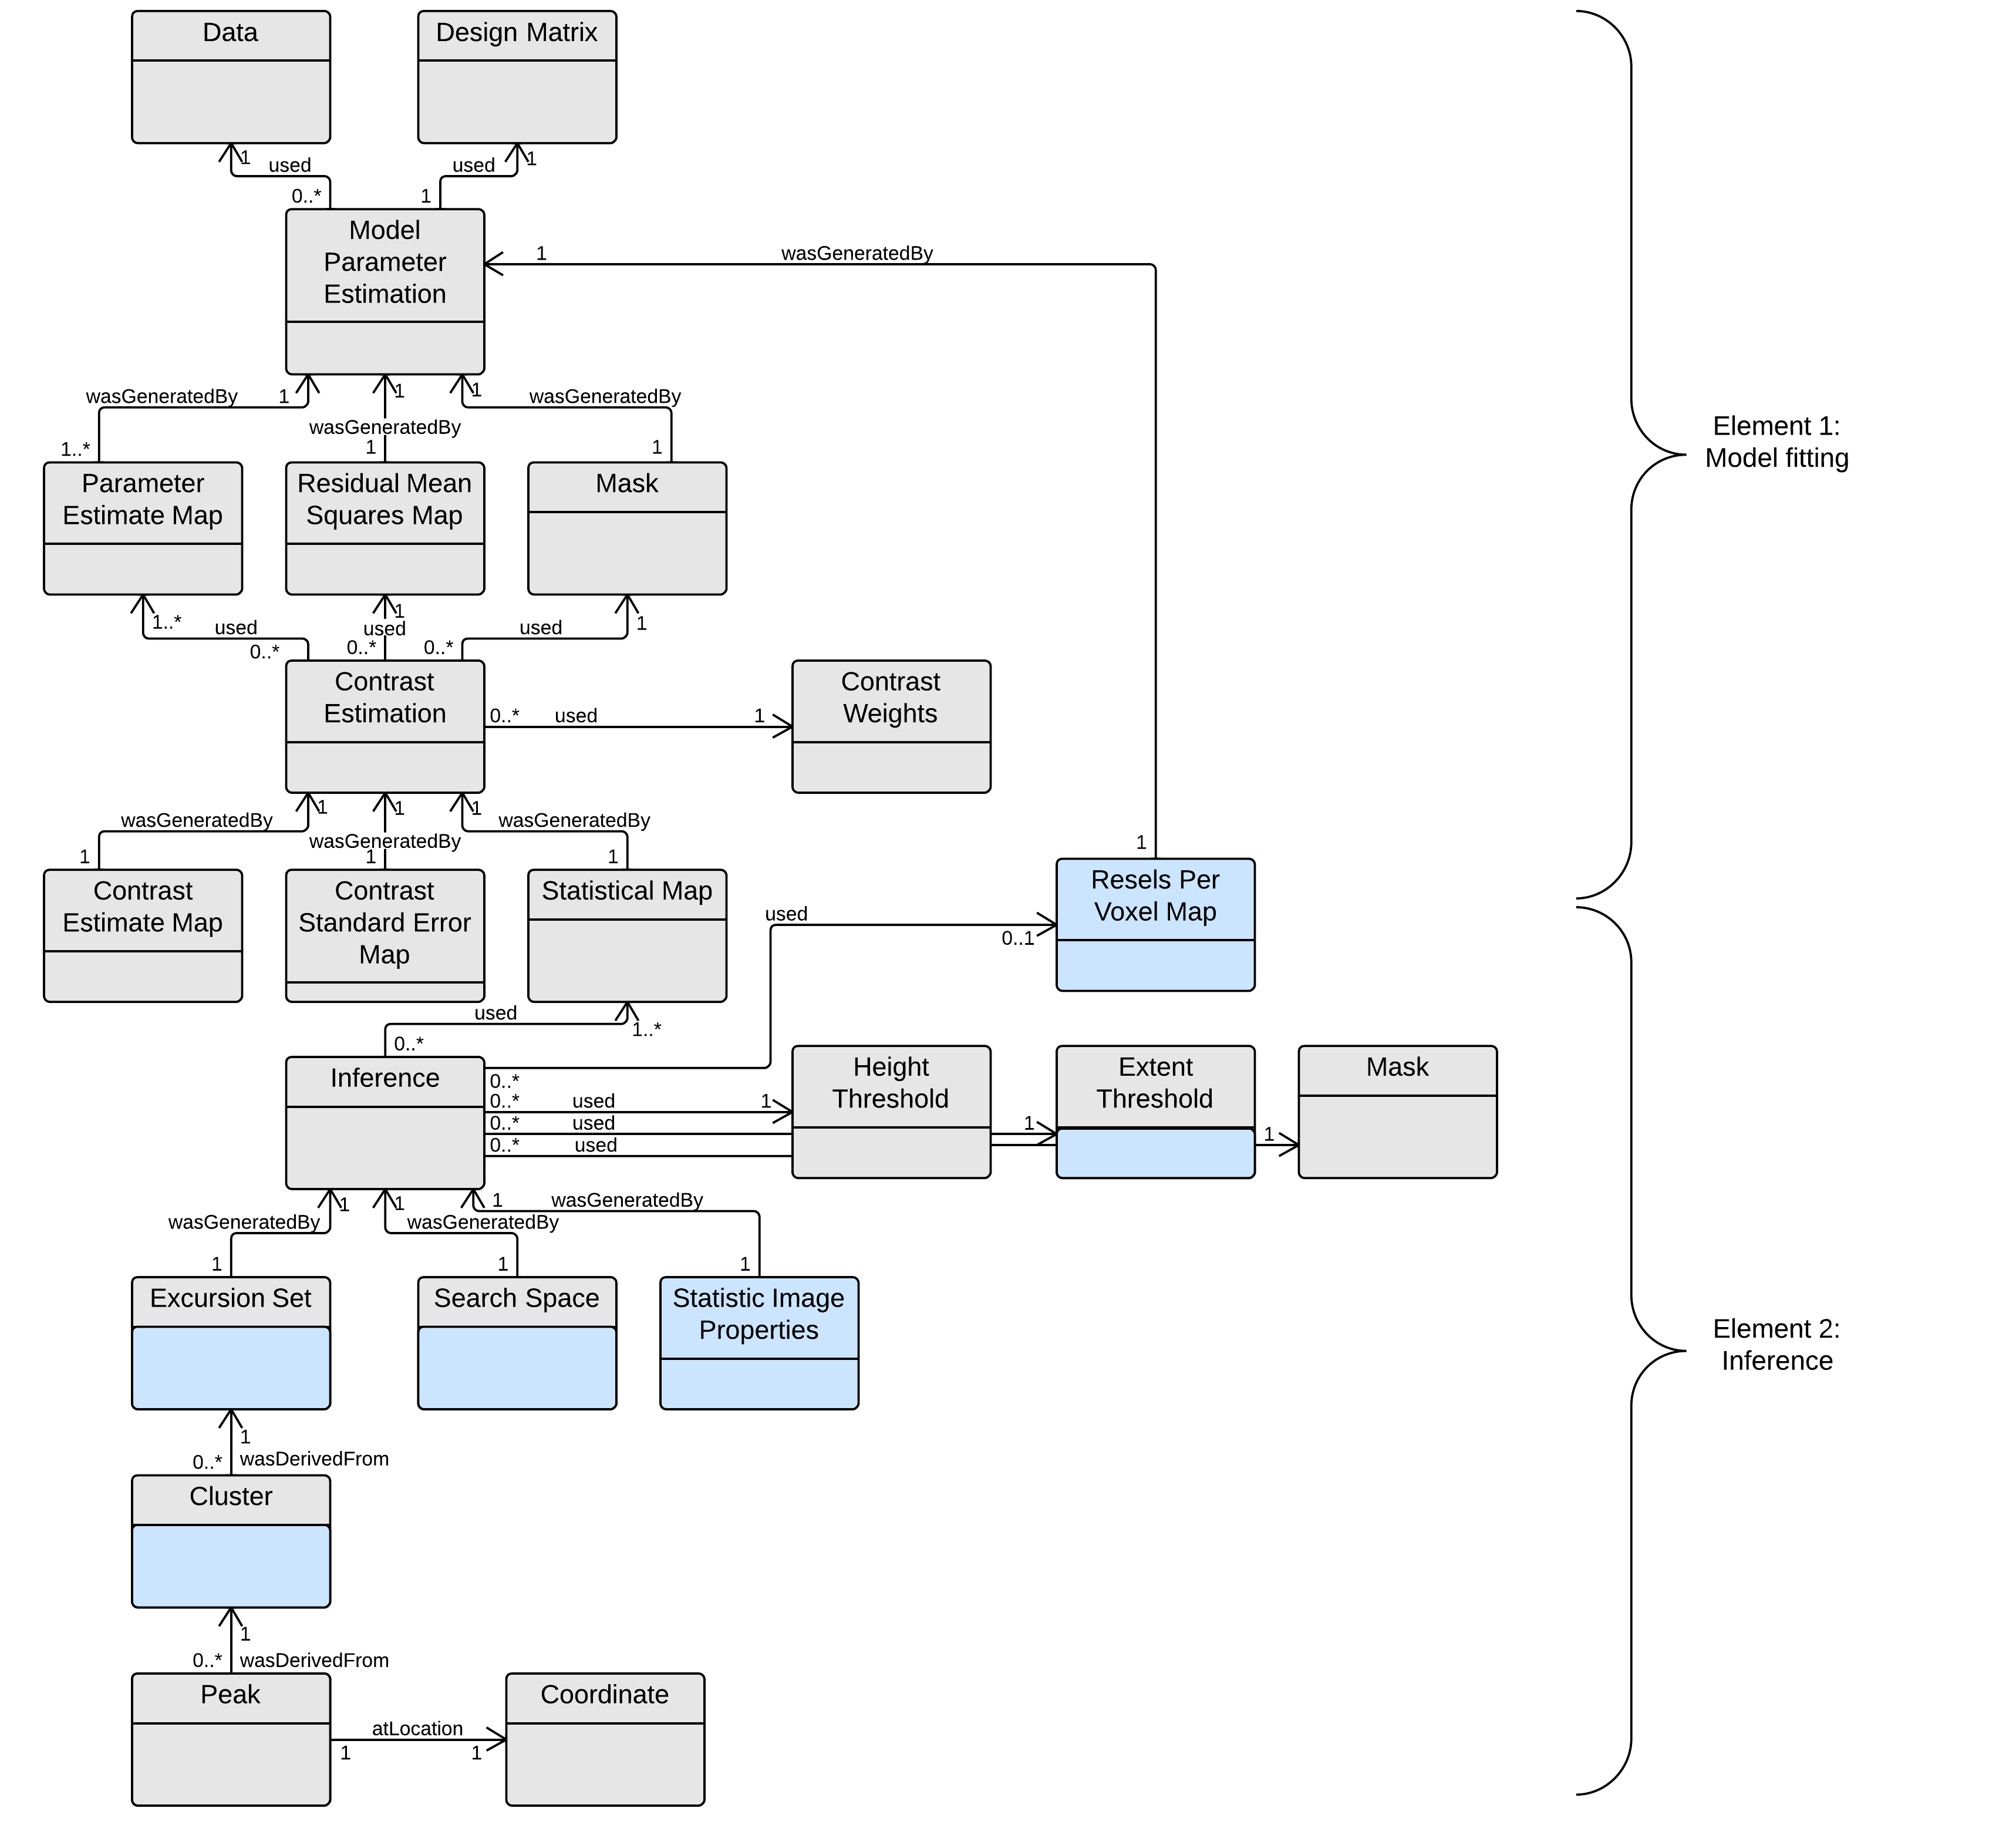 Data
Design Matrix
1
used
0..*
used
1
1
Model
Parameter
Estimation
1
wasGeneratedBy
wasGeneratedBy
1
1..*
1
wasGeneratedBy
1
1
wasGeneratedBy
1
Parameter
Estimate Map
Residual Mean
Squares Map
Mask
Element 1:
Model fitting
1..*
used
0..*
1
used
0..*
used
0..*
1
Contrast
Estimation
0..*
used
1
Contrast
Weights
wasGeneratedBy
1
1
1
wasGeneratedBy
1
1
wasGeneratedBy
1
Contrast
Estimate Map
Contrast
Standard Error
Map
Statistical Map
1
Resels Per
Voxel Map
used
0..1
used
1..*
0..*
Inference
0..*
0..*
used
1
0..*
used
1
0..*
used
1
Height
Threshold
Extent
Threshold
Mask
wasGeneratedBy
1
1
1
wasGeneratedBy
1
1
wasGeneratedBy
1
Excursion Set
Search Space
Statistic Image
Properties
Element 2:
Inference
1
0..*
wasDerivedFrom
Cluster
1
0..*
wasDerivedFrom
Peak
atLocation
1
1
Coordinate